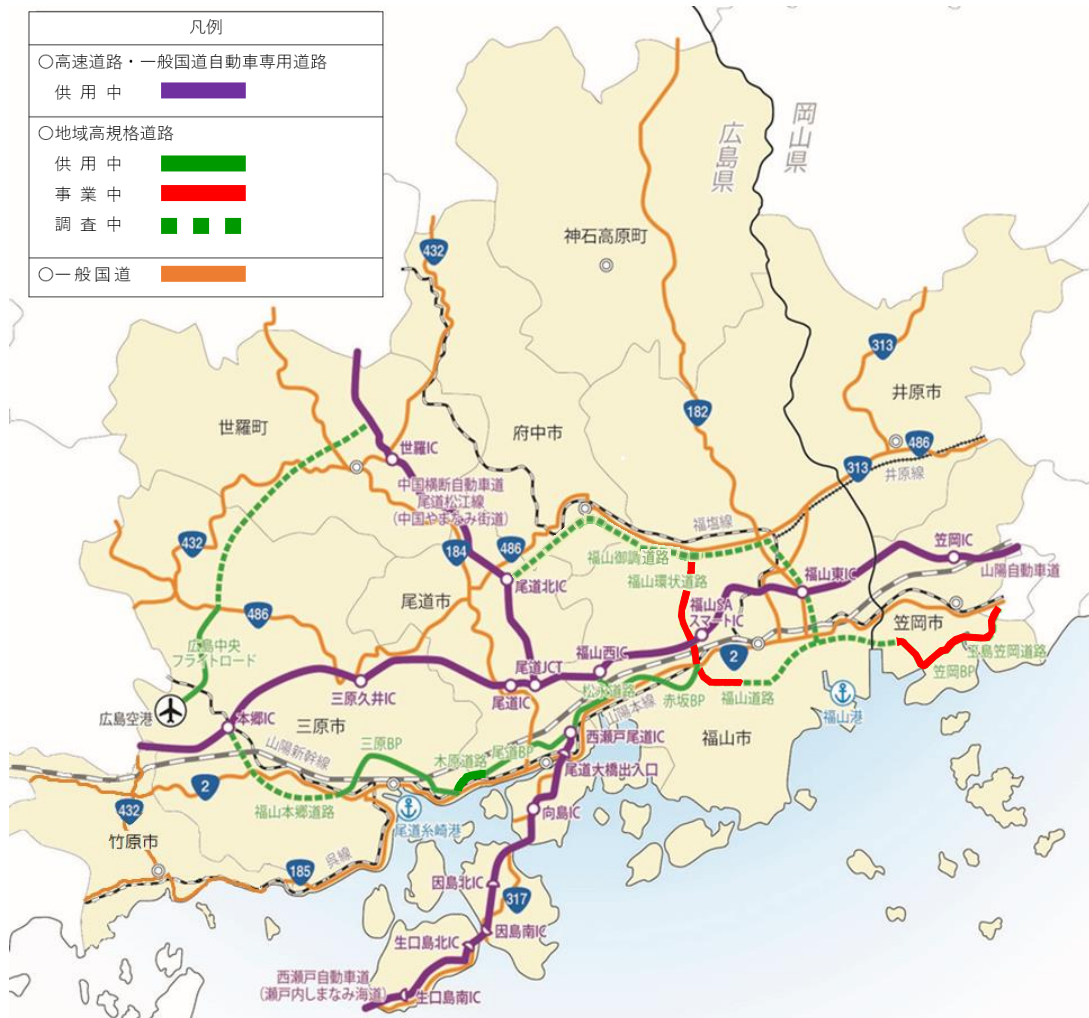 凡例
○高速道路・一般国道自動車専用道路
供用中
○地域高規格道路
供用中
事業中
調査中
○一般国道
広島県
岡山県
432
神石高原町
313
井原市
182
486
世羅町
府中市
世羅IC
313
井原線
中国横断自動車道
尾道松江線
(中国やまなみ街道)
福塩線
432
184
486
福山御調道路
笠岡IC
福山環状道路
山陽自動車道
尾道北IC
福山東IC
尾道市
福山SA
スマートIC
486
笠岡市
広島中央
フライトロード
福山西IC
2
尾道JCT
笠岡BP
三原久井IC
尾道IC
松永道路
赤坂BP
福山道路
広島空港
本郷IC
三原市
山陽本線
福山港
西瀬戸尾道IC
福山市
山陽新幹線
三原BP
木原道路
尾道BP
尾道大橋出入口
2
福山本郷道路
432
向島IC
尾道糸崎港
竹原市
呉線
185
因島北IC
317
因島南IC
生口島北IC
西瀬戸自動車道
(瀬戸内しまなみ海道)
生口島南IC